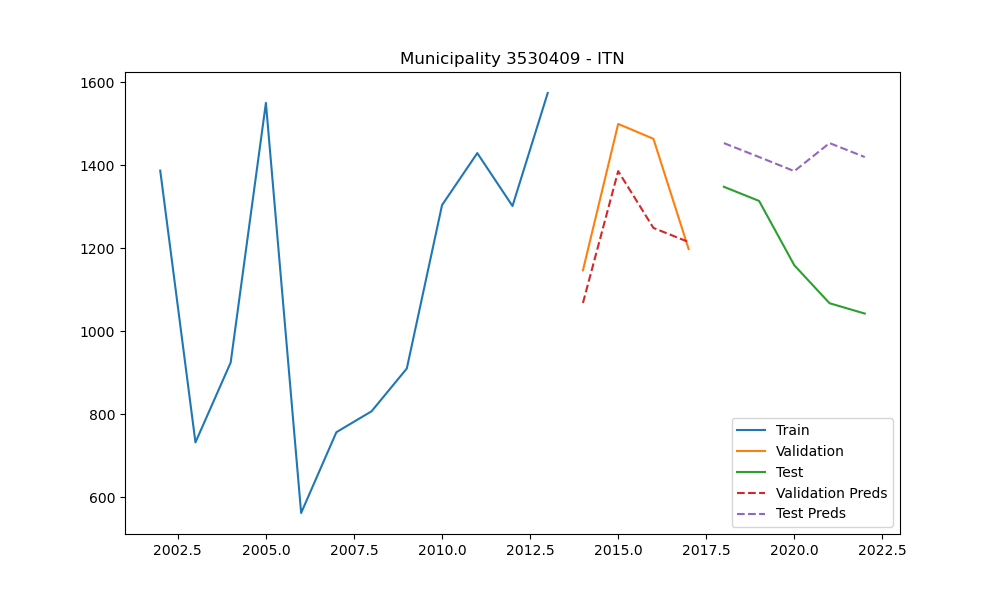 Municipality 3530409 - ITN
1600
1400
1200
1000
800
600
2002.5 2005.0 2007.5 2010.0 2012.5 2015.0 2017.5 2020.0 2022.5
Train
Validation
Test
Validation Preds
Test Preds